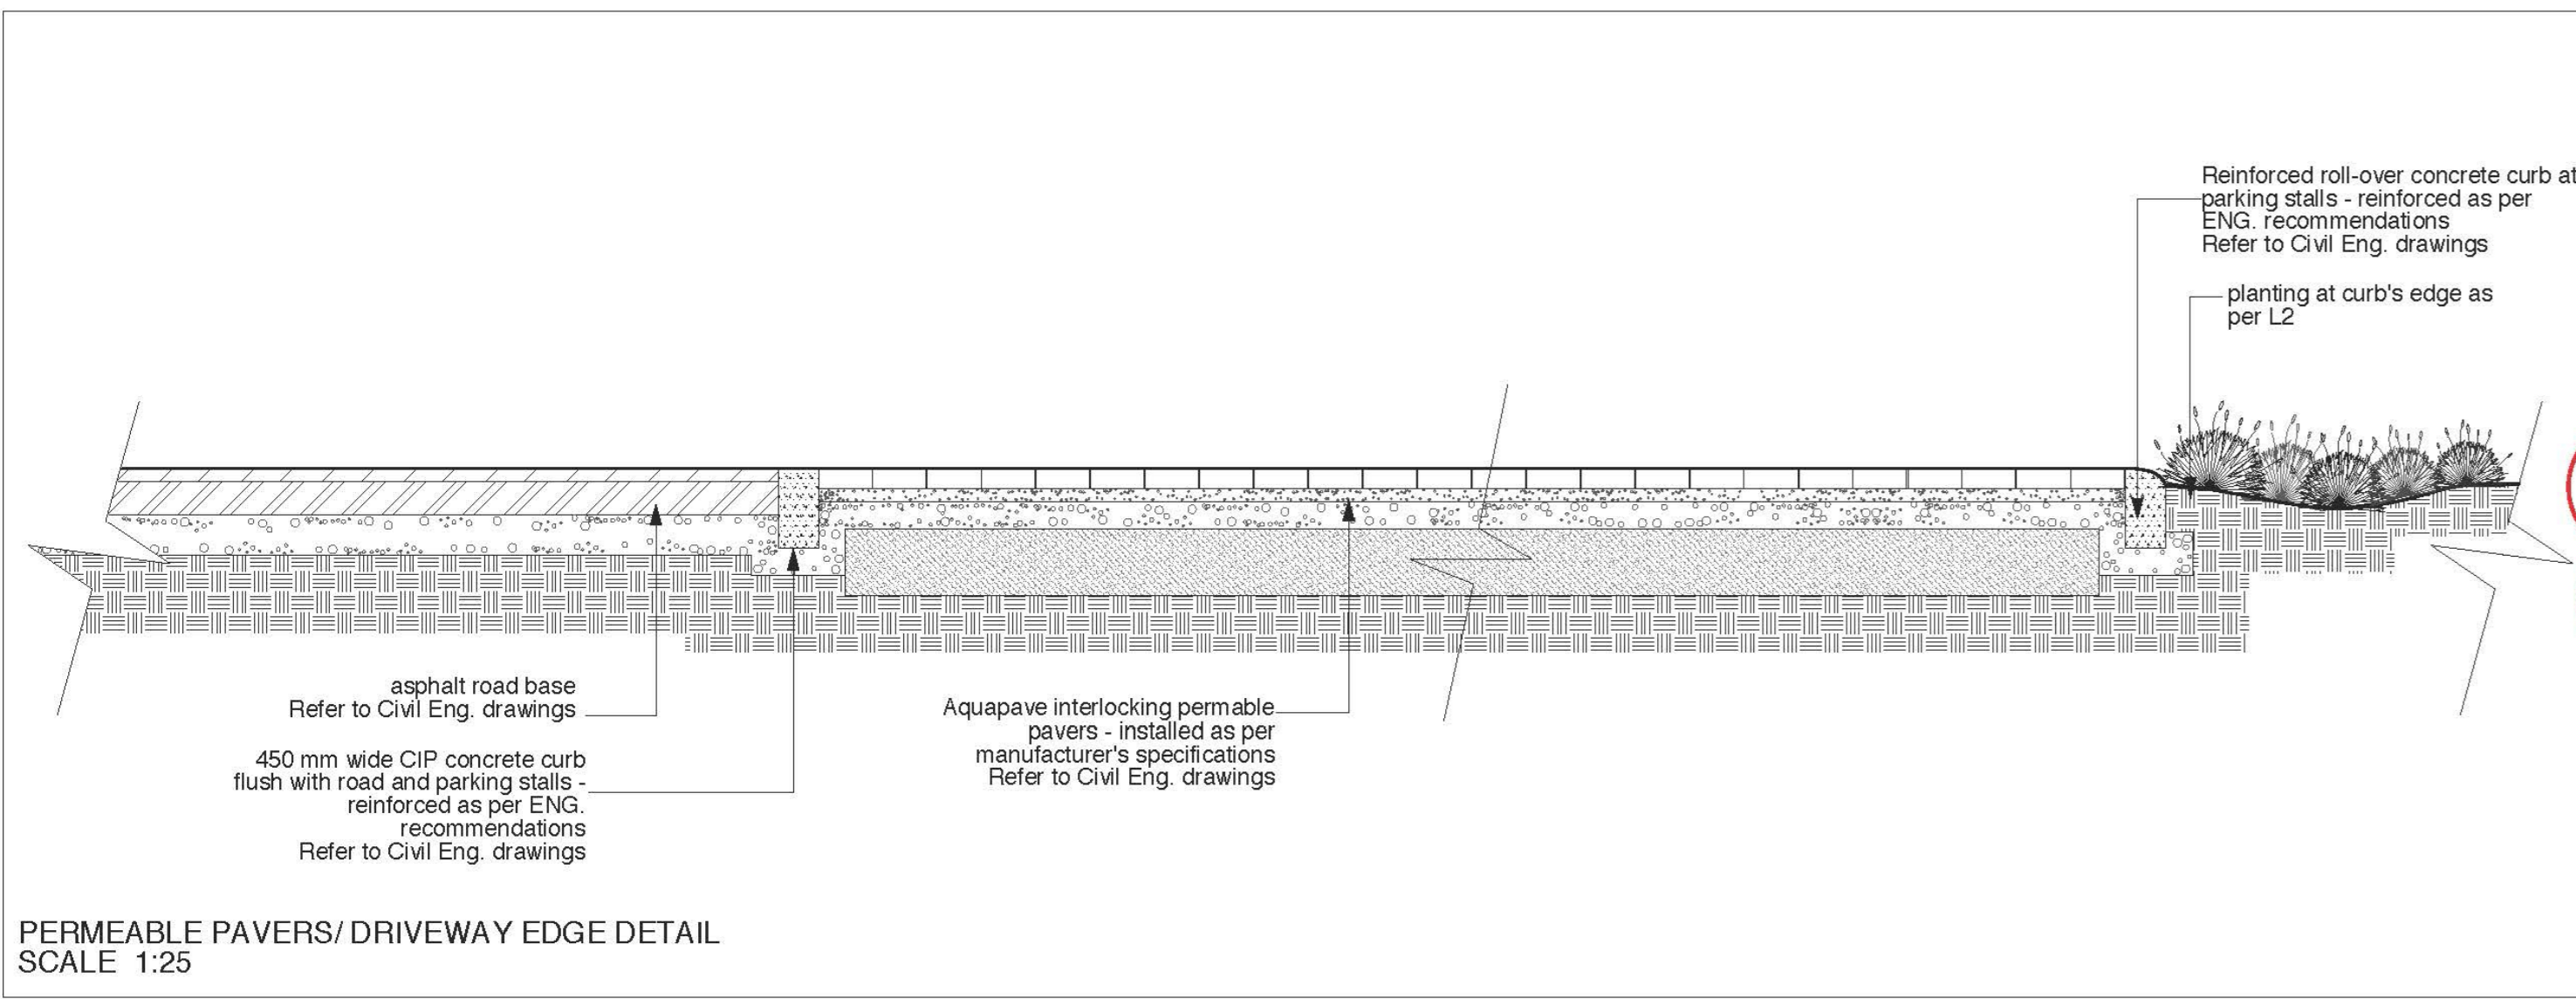 Reinforced roll-over concrete curb at
parking stalls - reinforced as per
ENG. recommendations
Refer to Civil Eng. drawings
planting at curb's edge as
per L2
asphalt road base
Refer to Civil Eng. drawings
450 mm wide CIP concrete curb
flush with road and parking stalls -
reinforced as per ENG.
recommendations
Refer to Civil Eng. drawings
Aquapave interlocking permable
pavers - installed as per
manufacturer's specifications
Refer to Civil Eng. drawings
PERMEABLE PAVERS/ DRIVEWAY EDGE DETAIL
SCALE 1:25